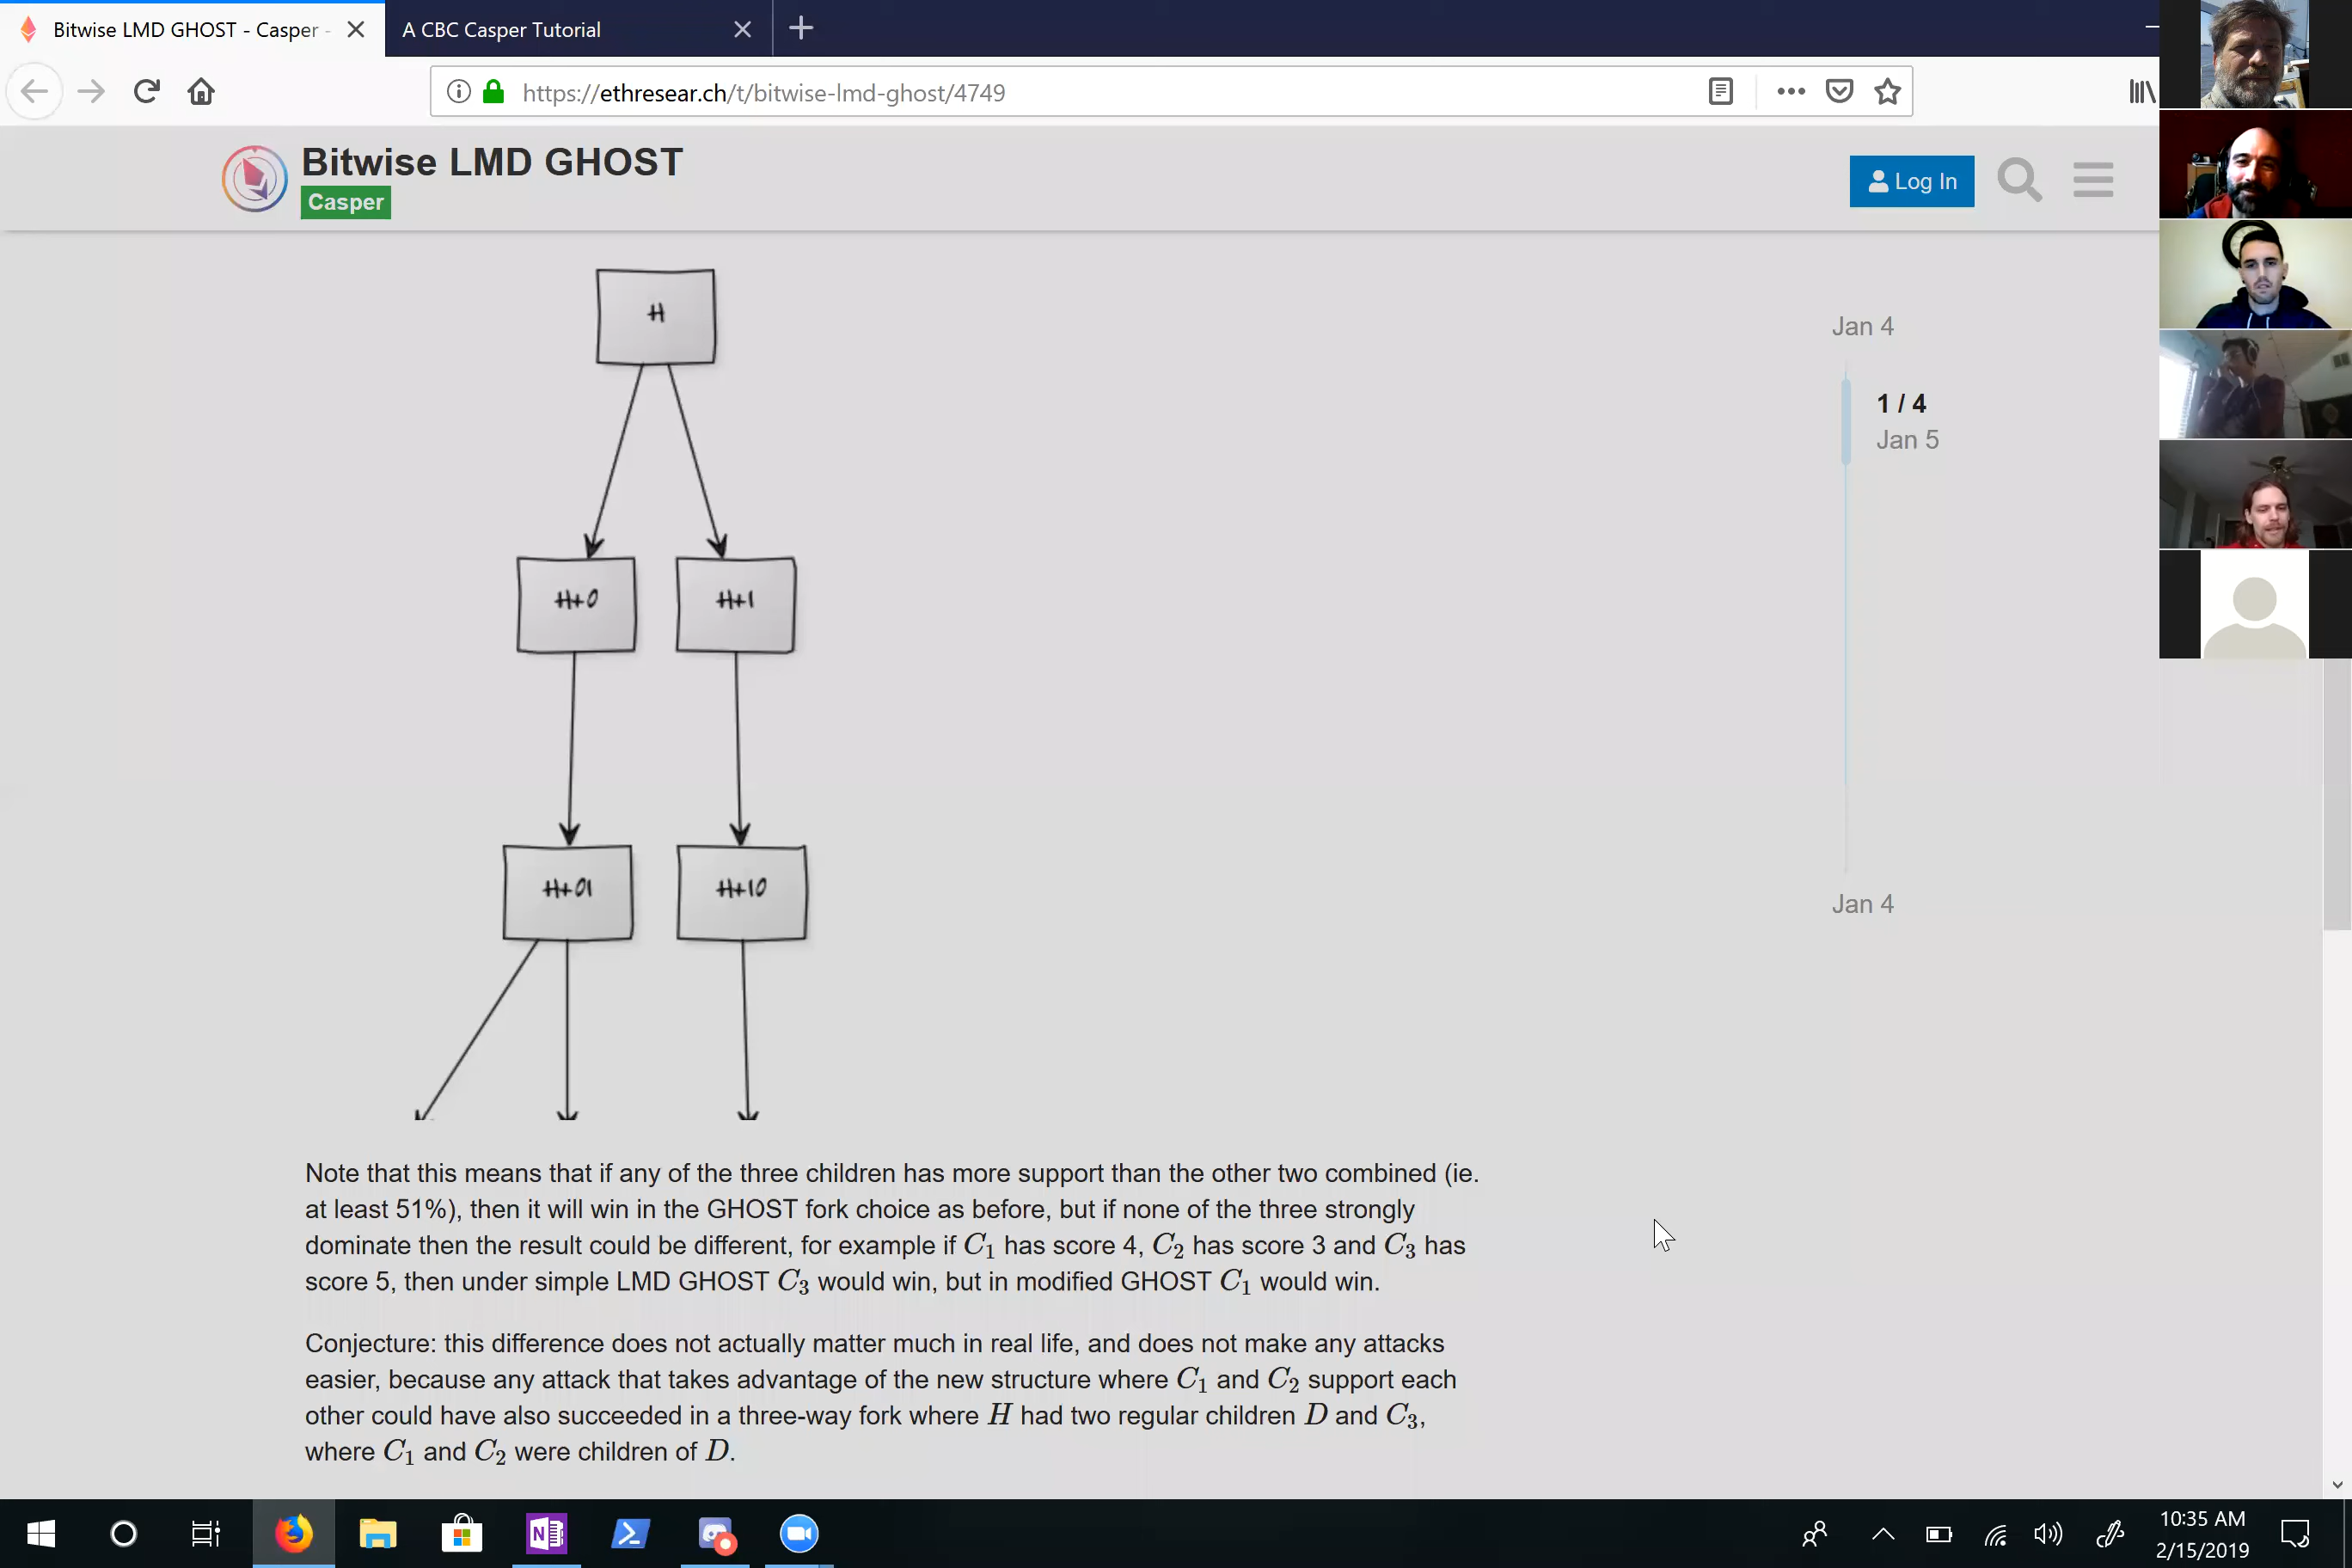 Bitwise LMD GHOST - Casper -
A CBC Casper Tutorial
https://ethresear.ch/t/bitwise-lmd-ghost/4749
Bitwise LMD GHOST
Casper
Log In
H
H+0 H+1
H+01 H+10
Jan 4
1 / 4
Jan 5
Jan 4
Note that this means that if any of the three children has more support than the other two combined (ie.
at least 51%), then it will win in the GHOST fork choice as before, but if none of the three strongly
dominate then the result could be different, for example if C₁ has score 4, C₂ has score 3 and C₃ has
score 5, then under simple LMD GHOST C₃ would win, but in modified GHOST C₁ would win.
Conjecture: this difference does not actually matter much in real life, and does not make any attacks
easier, because any attack that takes advantage of the new structure where C₁ and C₂ support each
other could have also succeeded in a three-way fork where H had two regular children D and C₃,
where C₁ and C₂ were children of D.
N
10:35 AM
2/15/2019